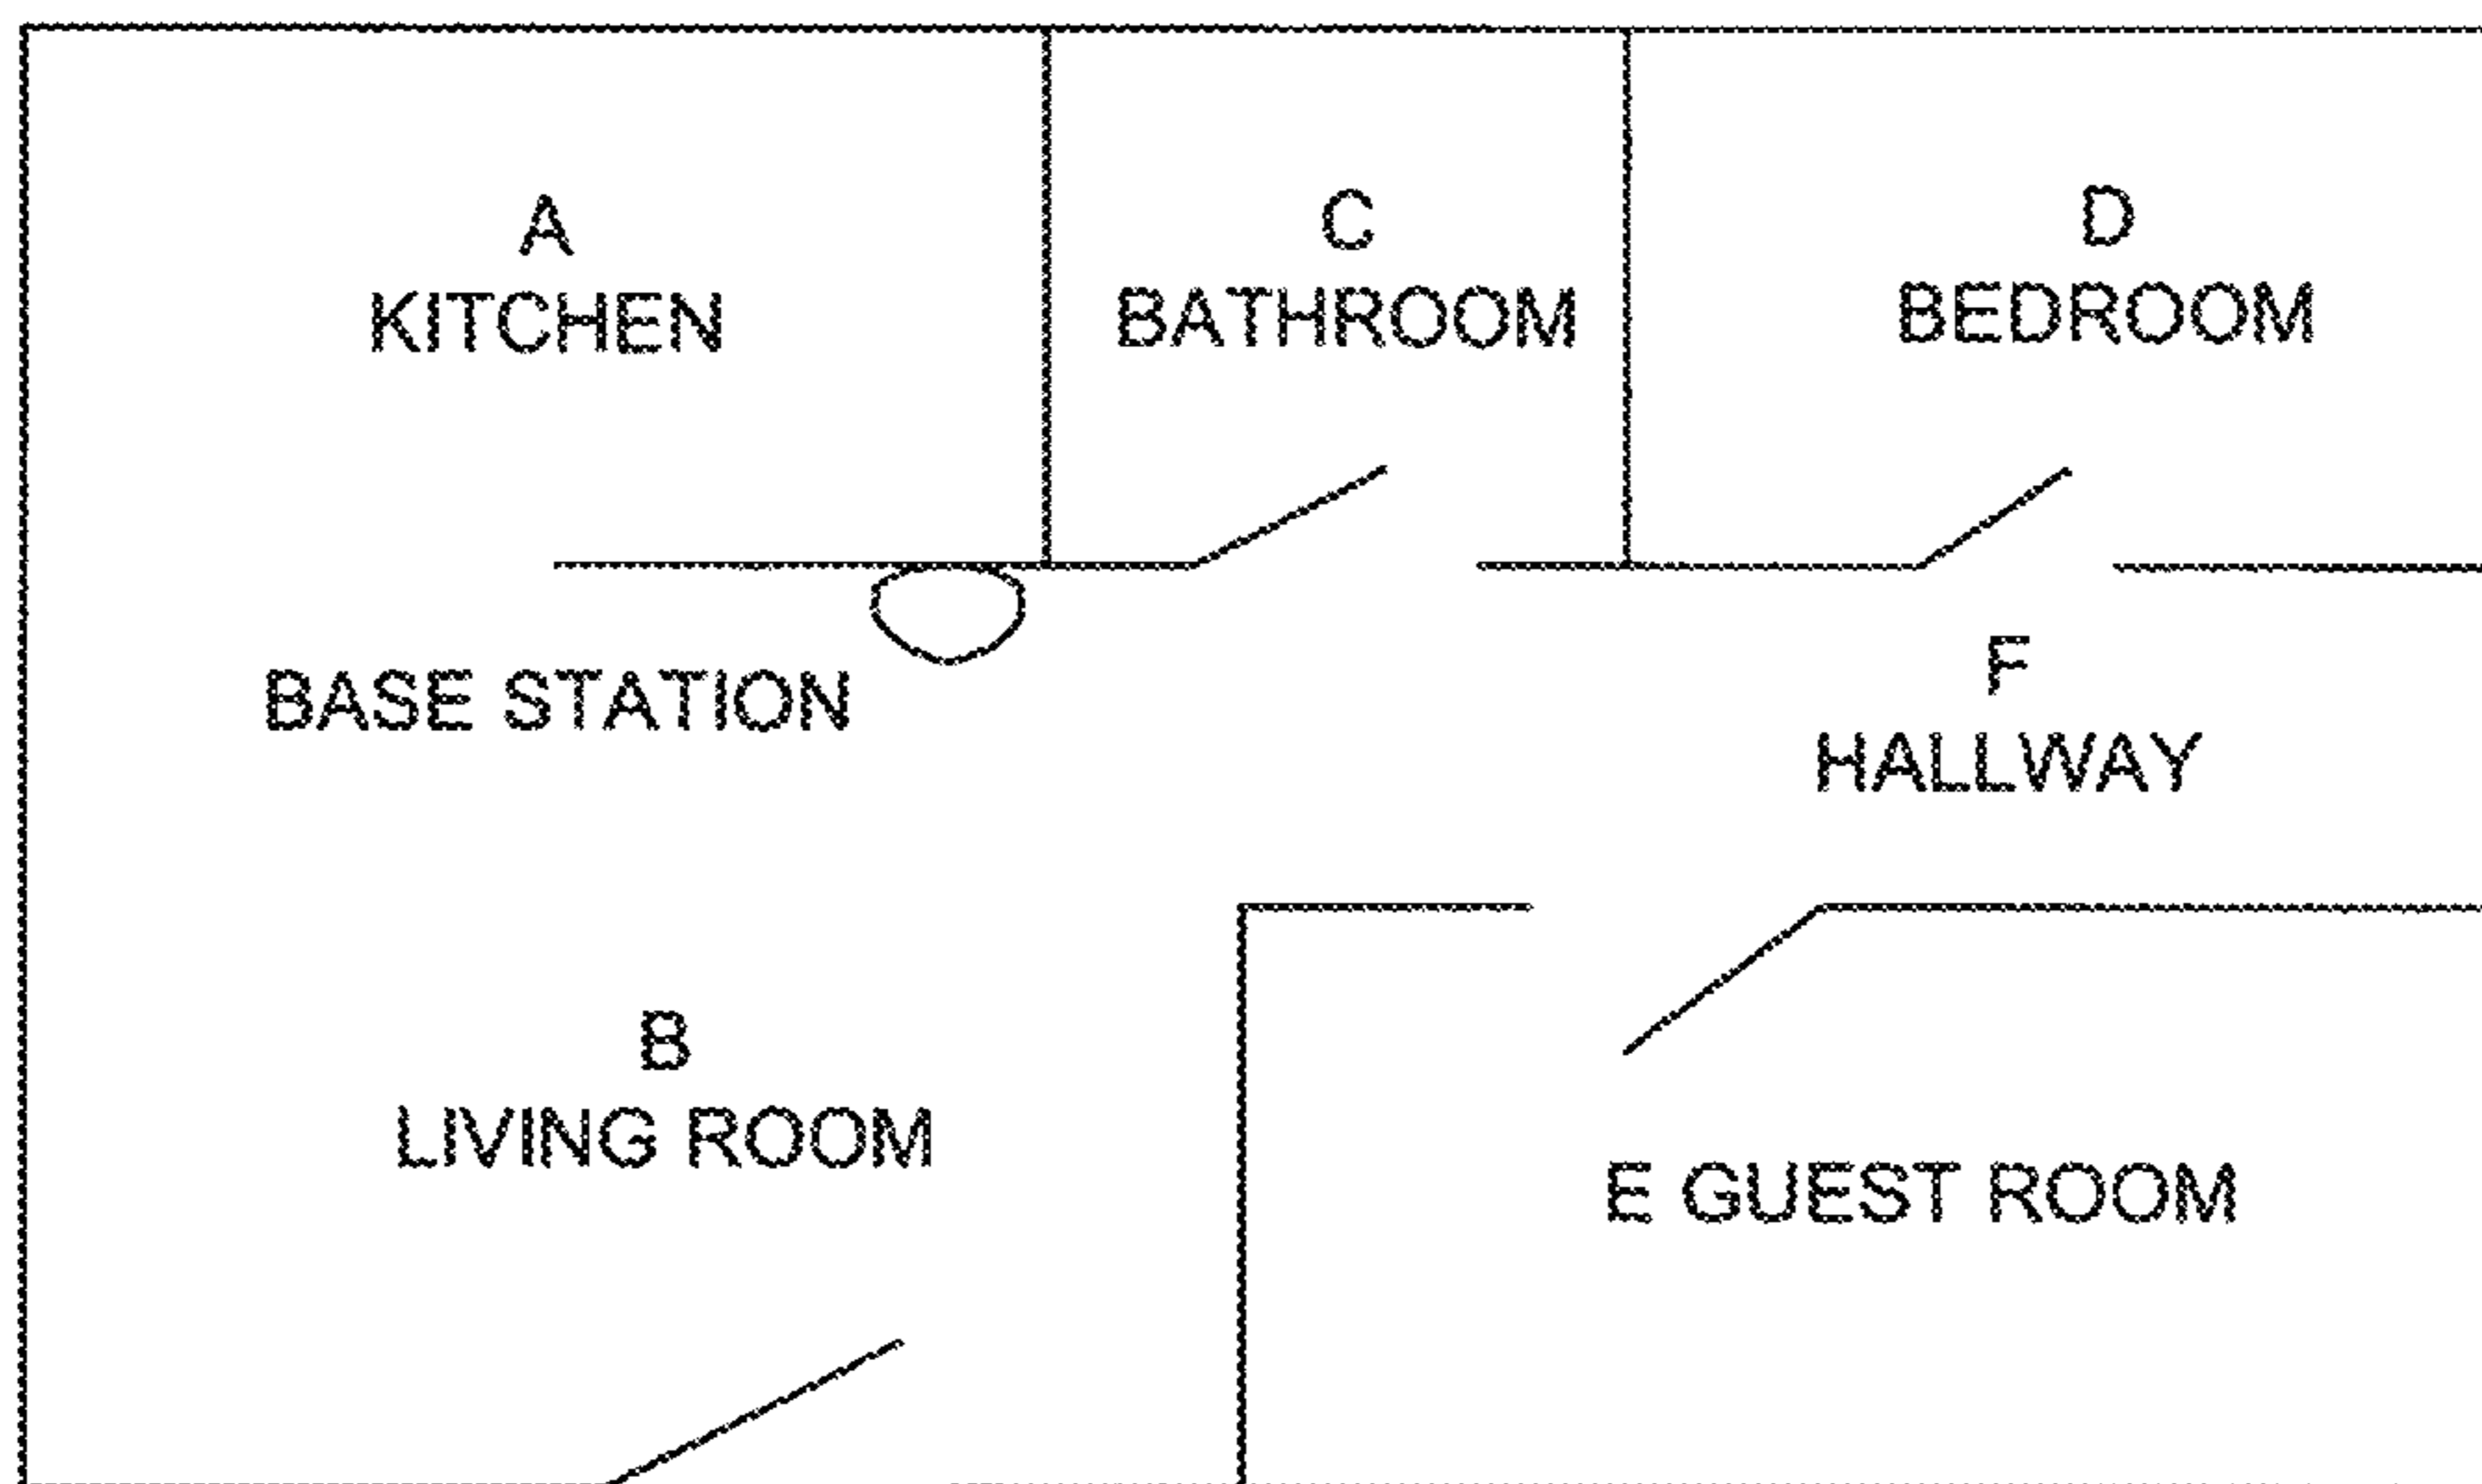 A
KITCHEN
C
BATHROOM
D
BEDROOM
BASE STATION
F
HALLWAY
B
LIVING ROOM
E GUEST ROOM